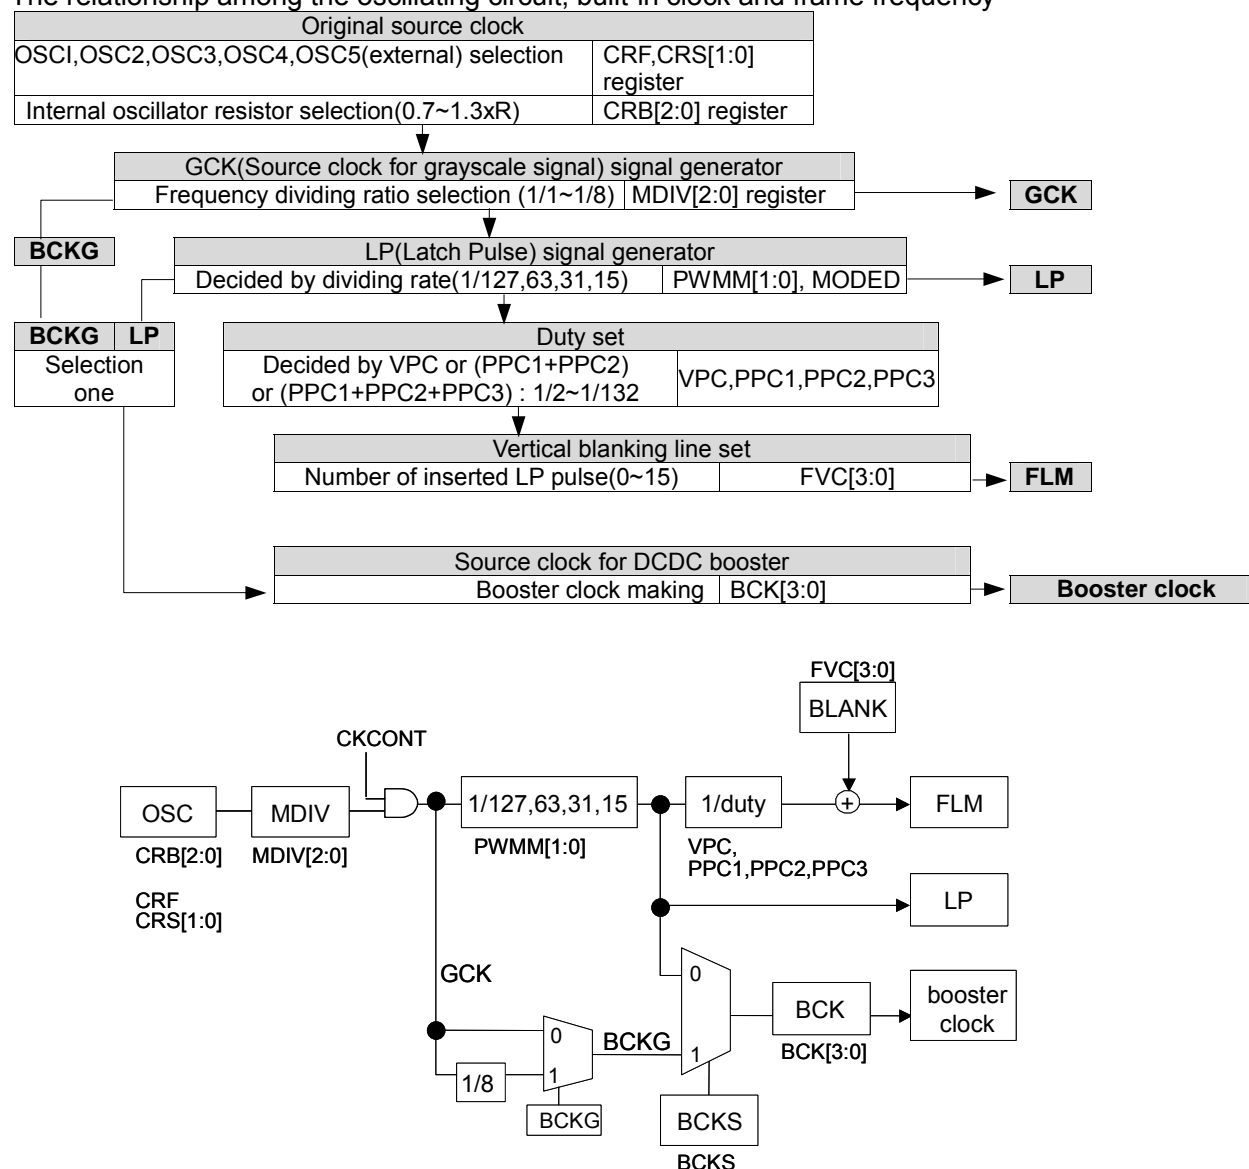 The relationship among the oscillating circuit, built-in clock and frame frequency
Original source clock
OSCI,OSC2,OSC3,OSC4,OSC5(external) selection
CRF,CRS[1:0]
register
Internal oscillator resistor selection(0.7~1.3xR)
CRB[2:0] register
GCK(Source clock for grayscale signal) signal generator
Frequency dividing ratio selection (1/1~1/8)
MDIV[2:0] register
GCK
BCKG
LP(Latch Pulse) signal generator
Decided by dividing rate(1/127,63,31,15)
PWMM[1:0], MODED
LP
BCKG
LP
Selection
one
Duty set
Decided by VPC or (PPC1+PPC2)
or (PPC1+PPC2+PPC3) : 1/2~1/132
VPC,PPC1,PPC2,PPC3
Vertical blanking line set
Number of inserted LP pulse(0~15)
FVC[3:0]
FLM
Source clock for DCDC booster
Booster clock making
BCK[3:0]
Booster clock
FVC[3:0]
BLANK
CKCONT
OSC
MDIV
1/127,63,31,15
1/duty
+
FLM
CRB[2:0]
MDIV[2:0]
PWMM[1:0]
VPC,
PPC1,PPC2,PPC3
CRF
CRS[1:0]
LP
GCK
0
BCK
booster
clock
0
BCKG
1
BCK[3:0]
1/8
1
BCKG
BCKS
BCKS